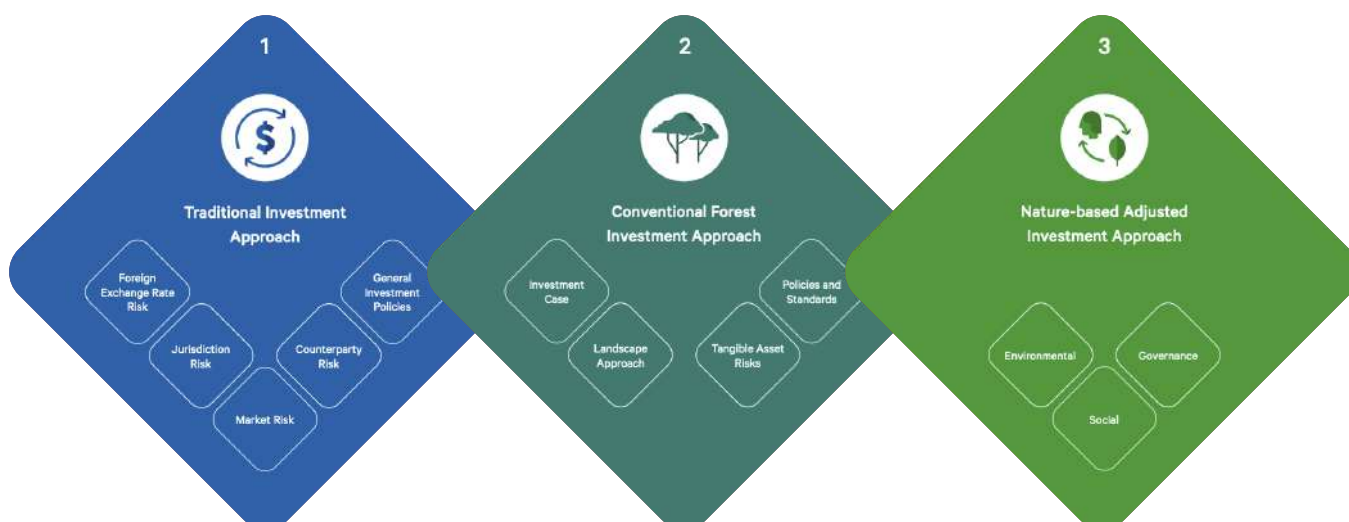 1
$
Traditional Investment
Approach
Foreign
Exchange Rate
Risk
General
Investment
Policies
Jurisdiction
Risk
Counterparty
Risk
Market Risk
2
Conventional Forest
Investment Approach
Investment
Case
Policies and
Standards
Landscape
Approach
Tangible Asset
Risks
3
Nature-based Adjusted
Investment Approach
Environmental
Governance
Social